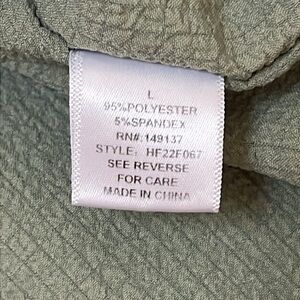 L
95%POLYESTER
5%SPANDEX
RN#:149137
STYLE: HF22F067
SEE REVERSE
FOR CARE
MADE IN CHINA